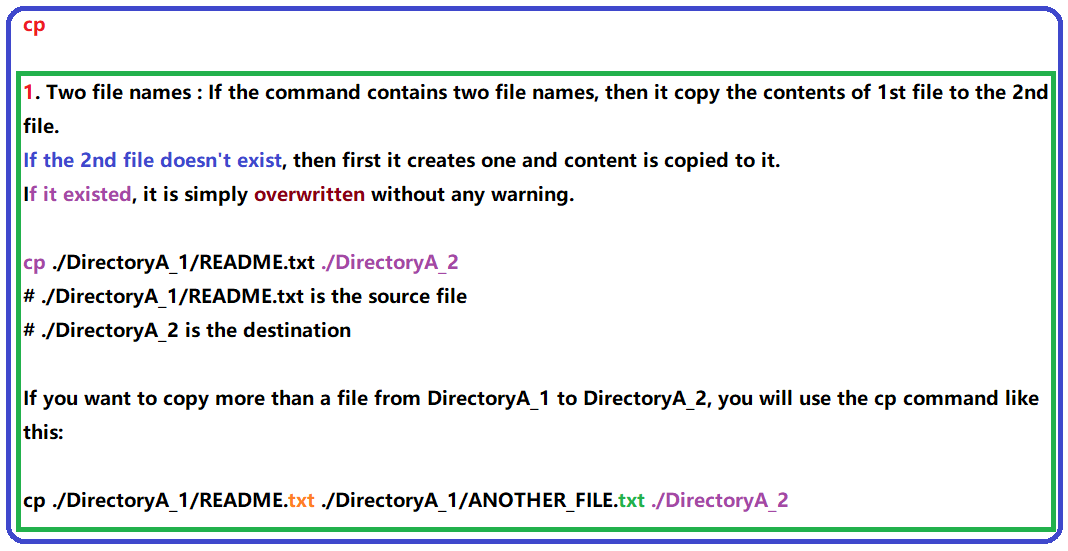 cp
1. Two file names : If the command contains two file names, then it copy the contents of 1st file to the 2nd
file.
If the 2nd file doesn't exist, then first it creates one and content is copied to it.
If it existed, it is simply overwritten without any warning.
cp ./DirectoryA_1/README.txt ./DirectoryA_2
# ./DirectoryA_1/README.txt is the source file
# ./DirectoryA_2 is the destination
If you want to copy more than a file from DirectoryA_1 to DirectoryA_2, you will use the cp command like
this:
cp ./DirectoryA_1/README.txt ./DirectoryA_1/ANOTHER_FILE.txt ./DirectoryA_2